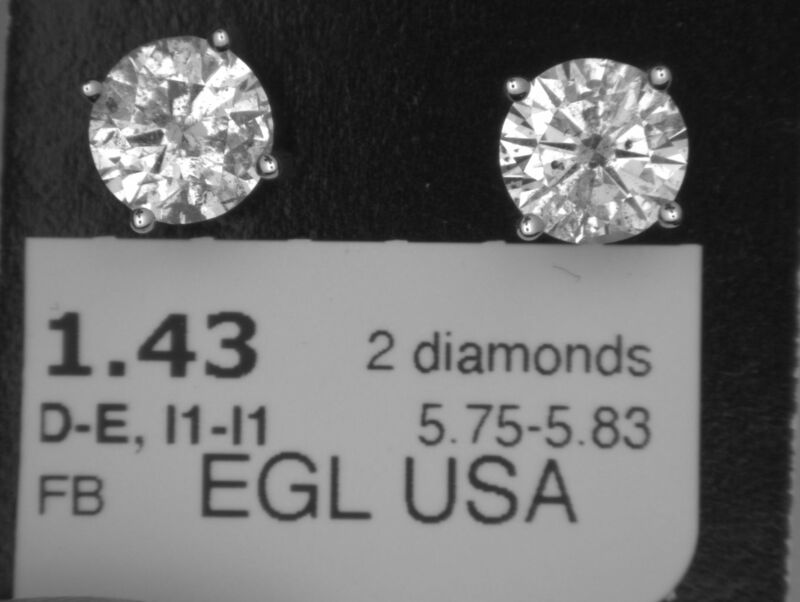 1.43 2 diamonds
D-E, I1-I1 5.75-5.83
FB EGL USA